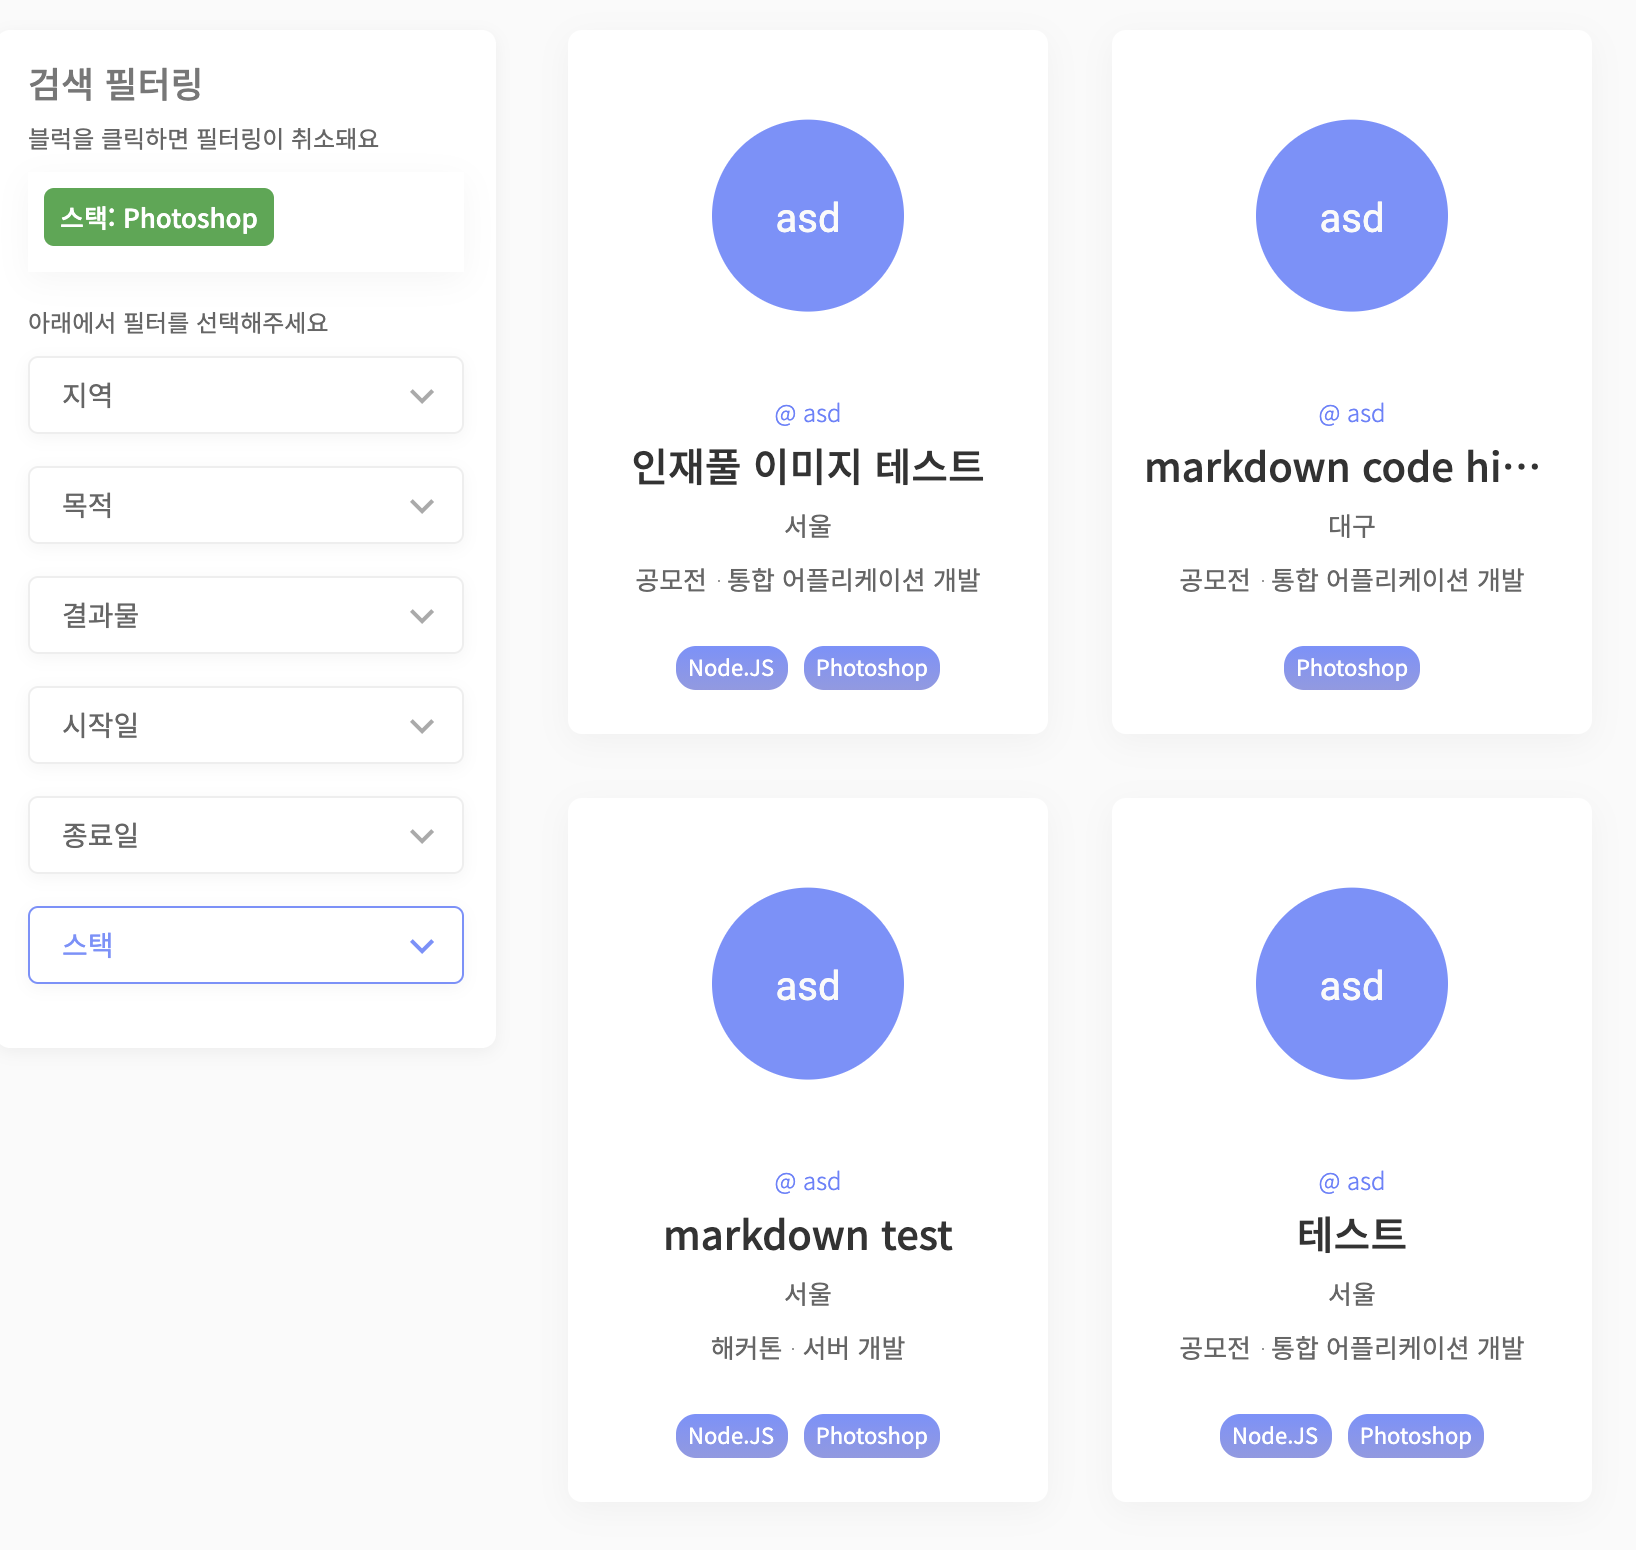 검색 필터링
블럭을 클릭하면 필터링이 취소돼요
스택: Photoshop
아래에서 필터를 선택해주세요
지역
목적
결과물
시작일
종료일
스택
asd
@ asd
인재풀 이미지 테스트
서울
공모전 · 통합 어플리케이션 개발
Node.JS Photoshop
asd
@ asd
markdown code hi···
대구
공모전 · 통합 어플리케이션 개발
Photoshop
asd
@ asd
markdown test
서울
해커톤 · 서버 개발
Node.JS Photoshop
asd
@ asd
테스트
서울
공모전 · 통합 어플리케이션 개발
Node.JS Photoshop